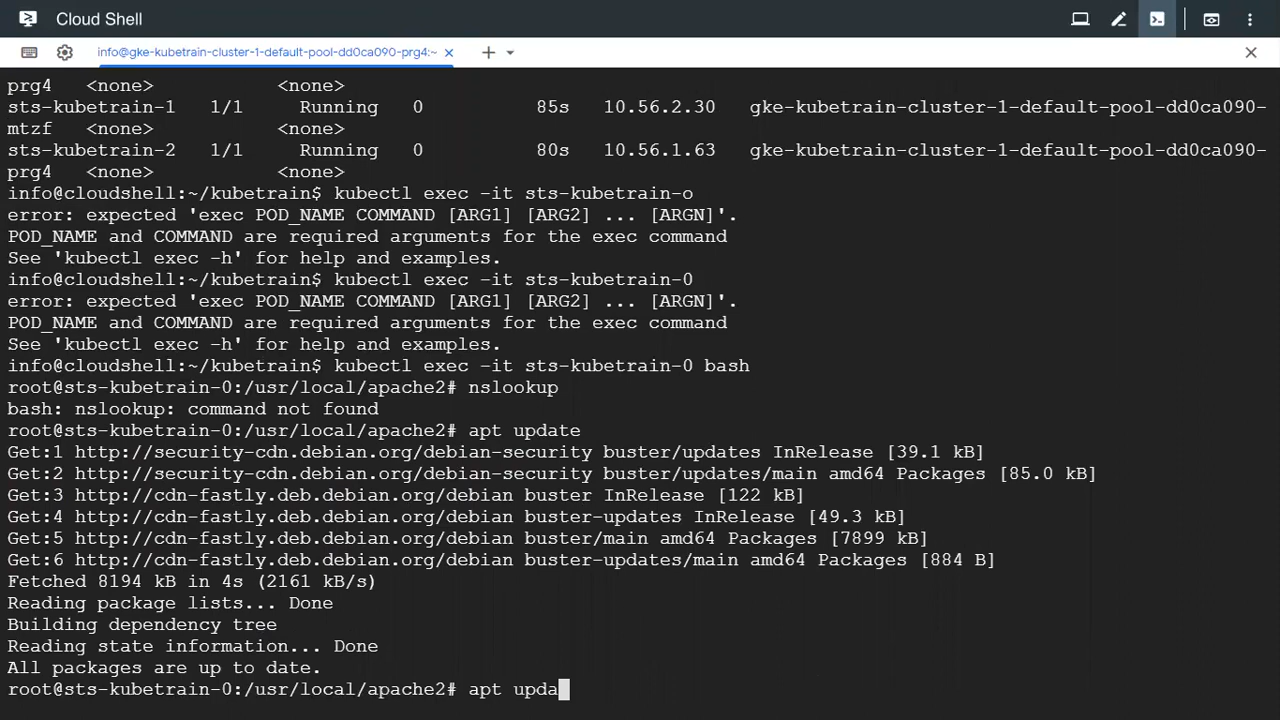 Cloud Shell
info@gke-kubetrain-cluster-1-default-pool-dd0ca090-prg4:~
prg4   <none>           <none>
sts-kubetrain-1   1/1     Running   0          85s   10.56.2.30   gke-kubetrain-cluster-1-default-pool-dd0ca090-
mtzf   <none>           <none>
sts-kubetrain-2   1/1     Running   0          80s   10.56.1.63   gke-kubetrain-cluster-1-default-pool-dd0ca090-
prg4   <none>           <none>
info@cloudshell:~/kubetrain$ kubectl exec -it sts-kubetrain-o
error: expected 'exec POD_NAME COMMAND [ARG1] [ARG2] ... [ARGN]'.
POD_NAME and COMMAND are required arguments for the exec command
See 'kubectl exec -h' for help and examples.
info@cloudshell:~/kubetrain$ kubectl exec -it sts-kubetrain-0
error: expected 'exec POD_NAME COMMAND [ARG1] [ARG2] ... [ARGN]'.
POD_NAME and COMMAND are required arguments for the exec command
See 'kubectl exec -h' for help and examples.
info@cloudshell:~/kubetrain$ kubectl exec -it sts-kubetrain-0 bash
root@sts-kubetrain-0:/usr/local/apache2# nslookup
bash: nslookup: command not found
root@sts-kubetrain-0:/usr/local/apache2# apt update
Get:1 http://security-cdn.debian.org/debian-security buster/updates InRelease [39.1 kB]
Get:2 http://security-cdn.debian.org/debian-security buster/updates/main amd64 Packages [85.0 kB]
Get:3 http://cdn-fastly.deb.debian.org/debian buster InRelease [122 kB]
Get:4 http://cdn-fastly.deb.debian.org/debian buster-updates InRelease [49.3 kB]
Get:5 http://cdn-fastly.deb.debian.org/debian buster/main amd64 Packages [7899 kB]
Get:6 http://cdn-fastly.deb.debian.org/debian buster-updates/main amd64 Packages [884 B]
Fetched 8194 kB in 4s (2161 kB/s)
Reading package lists... Done
Building dependency tree
Reading state information... Done
All packages are up to date.
root@sts-kubetrain-0:/usr/local/apache2# apt upda